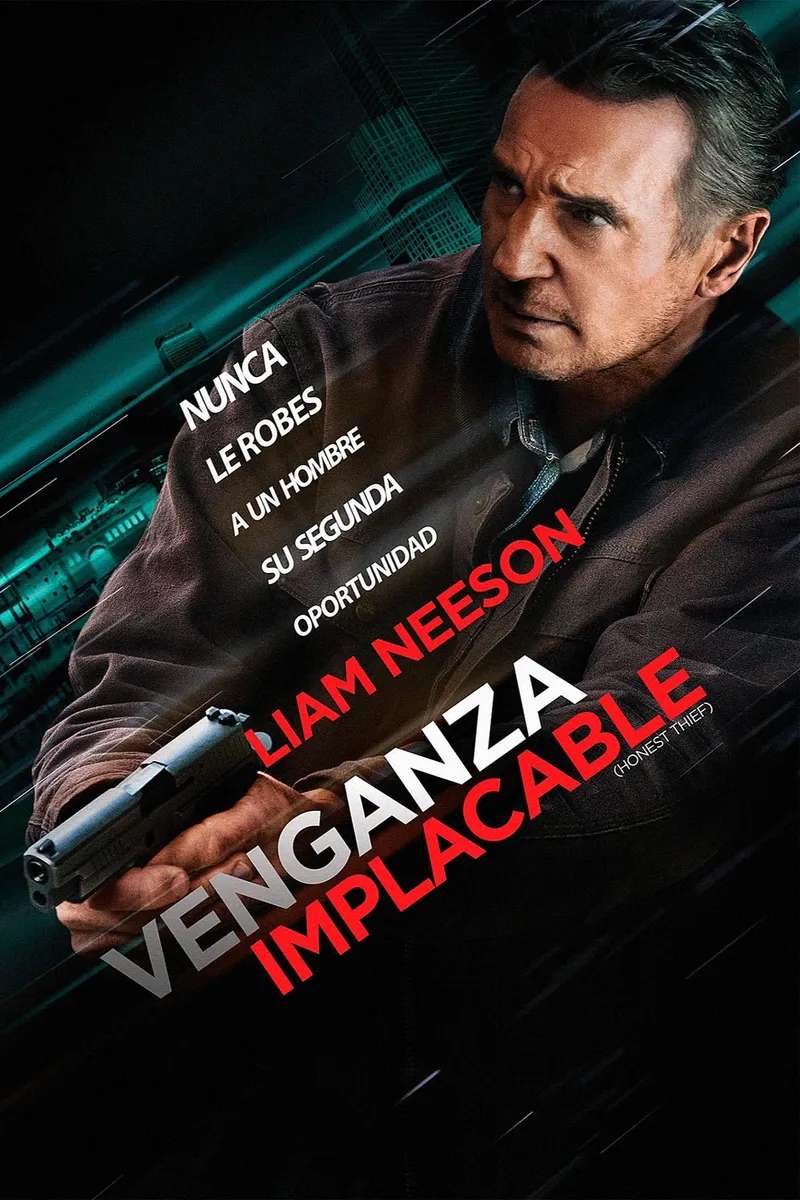 NUNCA
LE ROBES
A UN HOMBRE
SU SEGUNDA
OPORTUNIDAD
LIAM NEESON
VENGANZA
IMPLACABLE
(HONEST THIEF)